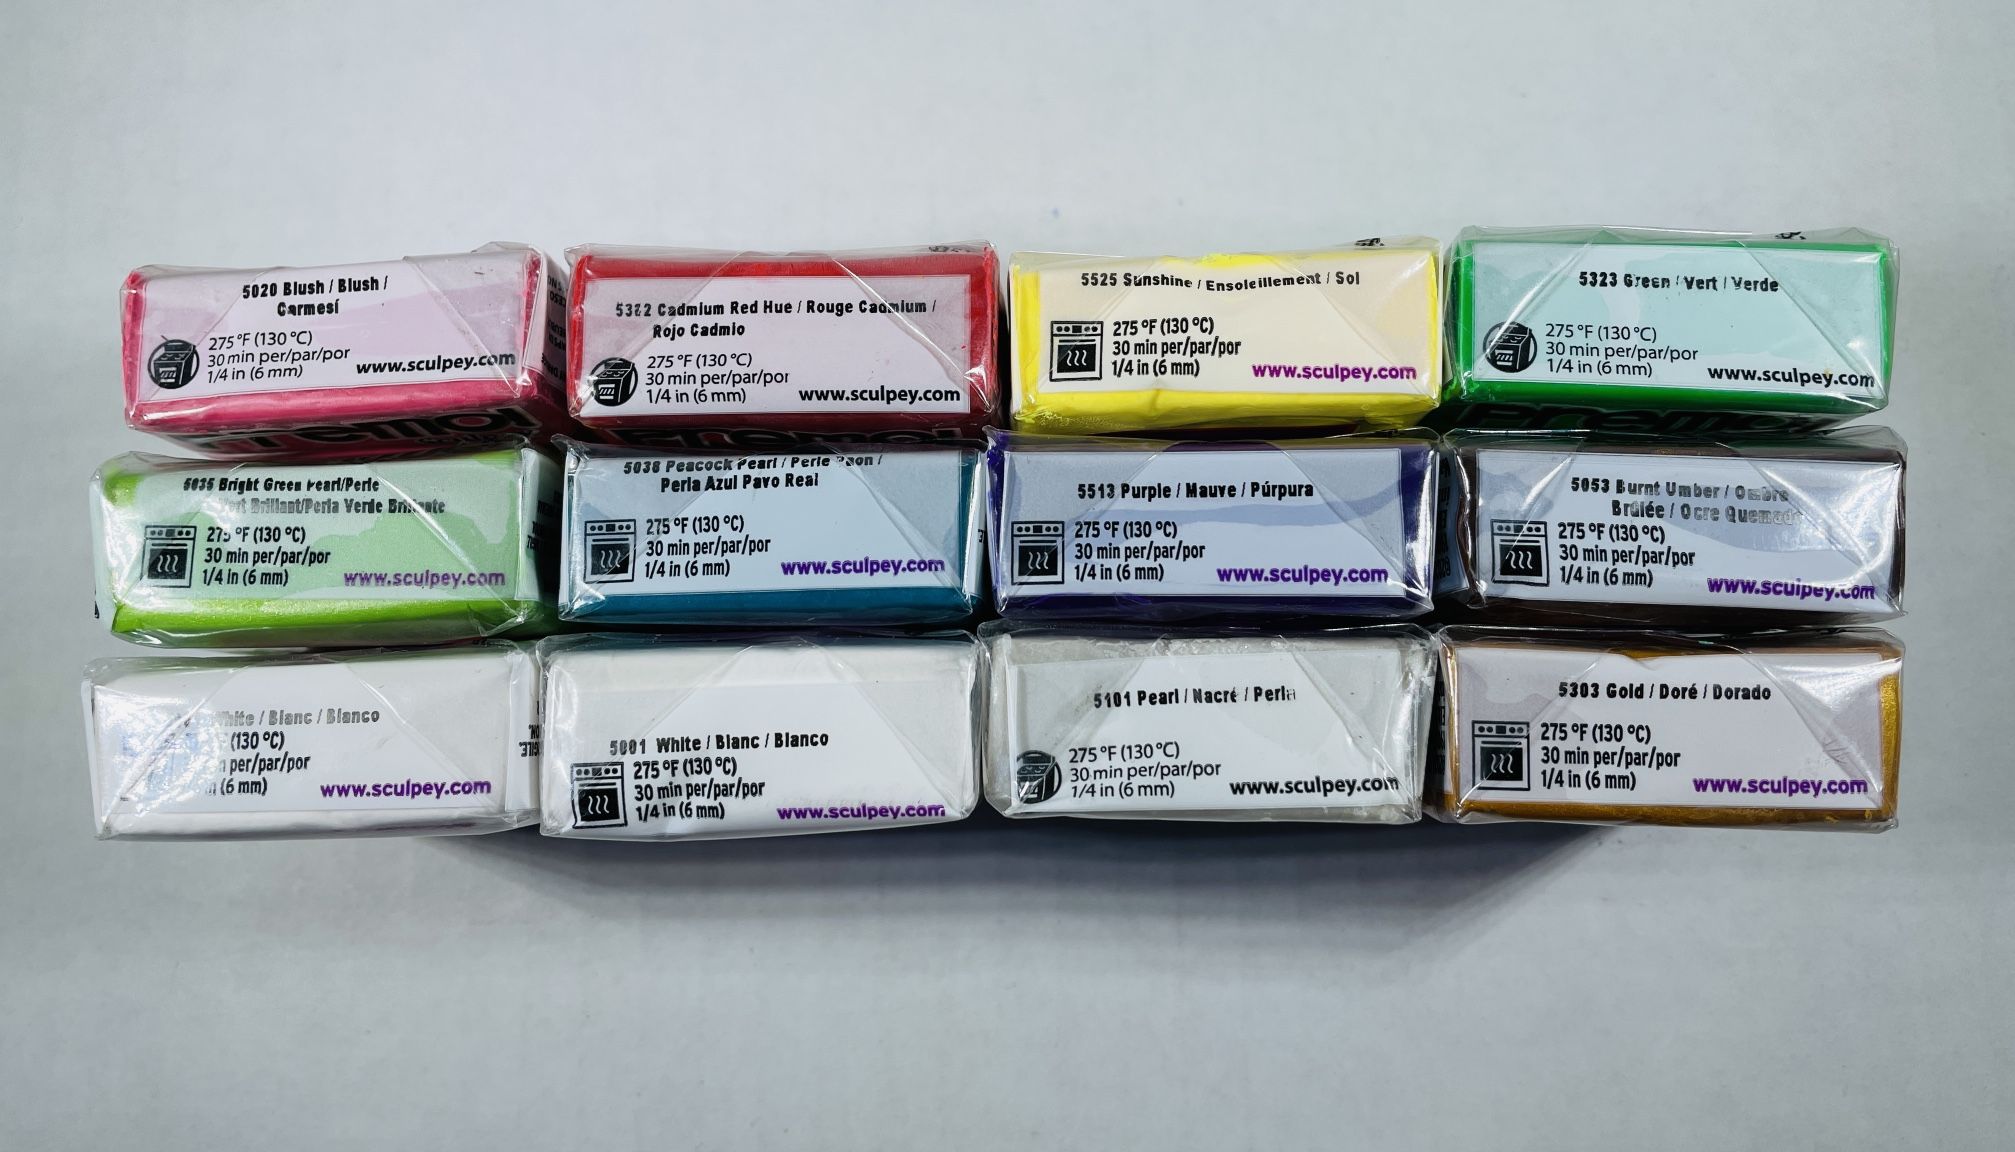 5020 Blush / Blush /
Carmesí
275 °F (130 °C)
30 min per/par/por
1/4 in (6 mm)
www.sculpey.com
5382 Cadmium Red Hue / Rouge Cadmium /
Rojo Cadmio
275 °F (130 °C)
30 min per/par/por
1/4 in (6 mm)
www.sculpey.com
5525 Sunshine / Ensoleillement / Sol
275 °F (130 °C)
30 min per/par/por
1/4 in (6 mm)
www.sculpey.com
5323 Green / Vert / Verde
275 °F (130 °C)
30 min per/par/por
1/4 in (6 mm)
www.sculpey.com
Premo!
Premo!
Premo!
5035 Bright Green Pearl/Perle
Vert Brillant/Perla Verde Brillante
275 °F (130 °C)
30 min per/par/por
1/4 in (6 mm)
www.sculpey.com
5038 Peacock Pearl / Perle Paon /
Perla Azul Pavo Real
275 °F (130 °C)
30 min per/par/por
1/4 in (6 mm)
www.sculpey.com
5513 Purple / Mauve / Púrpura
275 °F (130 °C)
30 min per/par/por
1/4 in (6 mm)
www.sculpey.com
5053 Burnt Umber / Ombre
Brûlée / Ocre Quemado
275 °F (130 °C)
30 min per/par/por
1/4 in (6 mm)
www.sculpey.com
White / Blanc / Blanco
(130 °C)
per/par/por
(6 mm)
www.sculpey.com
5001 White / Blanc / Blanco
275 °F (130 °C)
30 min per/par/por
1/4 in (6 mm)
www.sculpey.com
5101 Pearl / Nacré / Perla
275 °F (130 °C)
30 min per/par/por
1/4 in (6 mm)
www.sculpey.com
5303 Gold / Doré / Dorado
275 °F (130 °C)
30 min per/par/por
1/4 in (6 mm)
www.sculpey.com